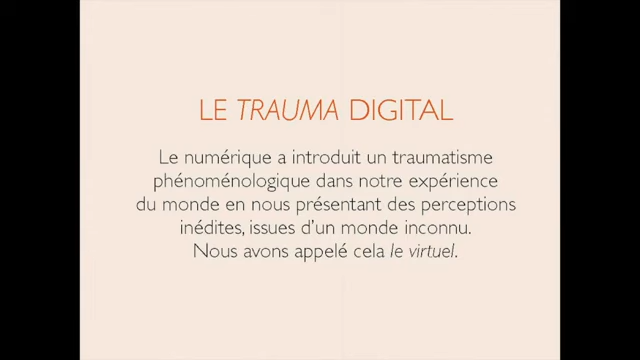 LE TRAUMA DIGITAL
Le numérique a introduit un traumatisme
phénoménologique dans notre expérience
du monde en nous présentant des perceptions
inédites, issues d'un monde inconnu.
Nous avons appelé cela le virtuel.